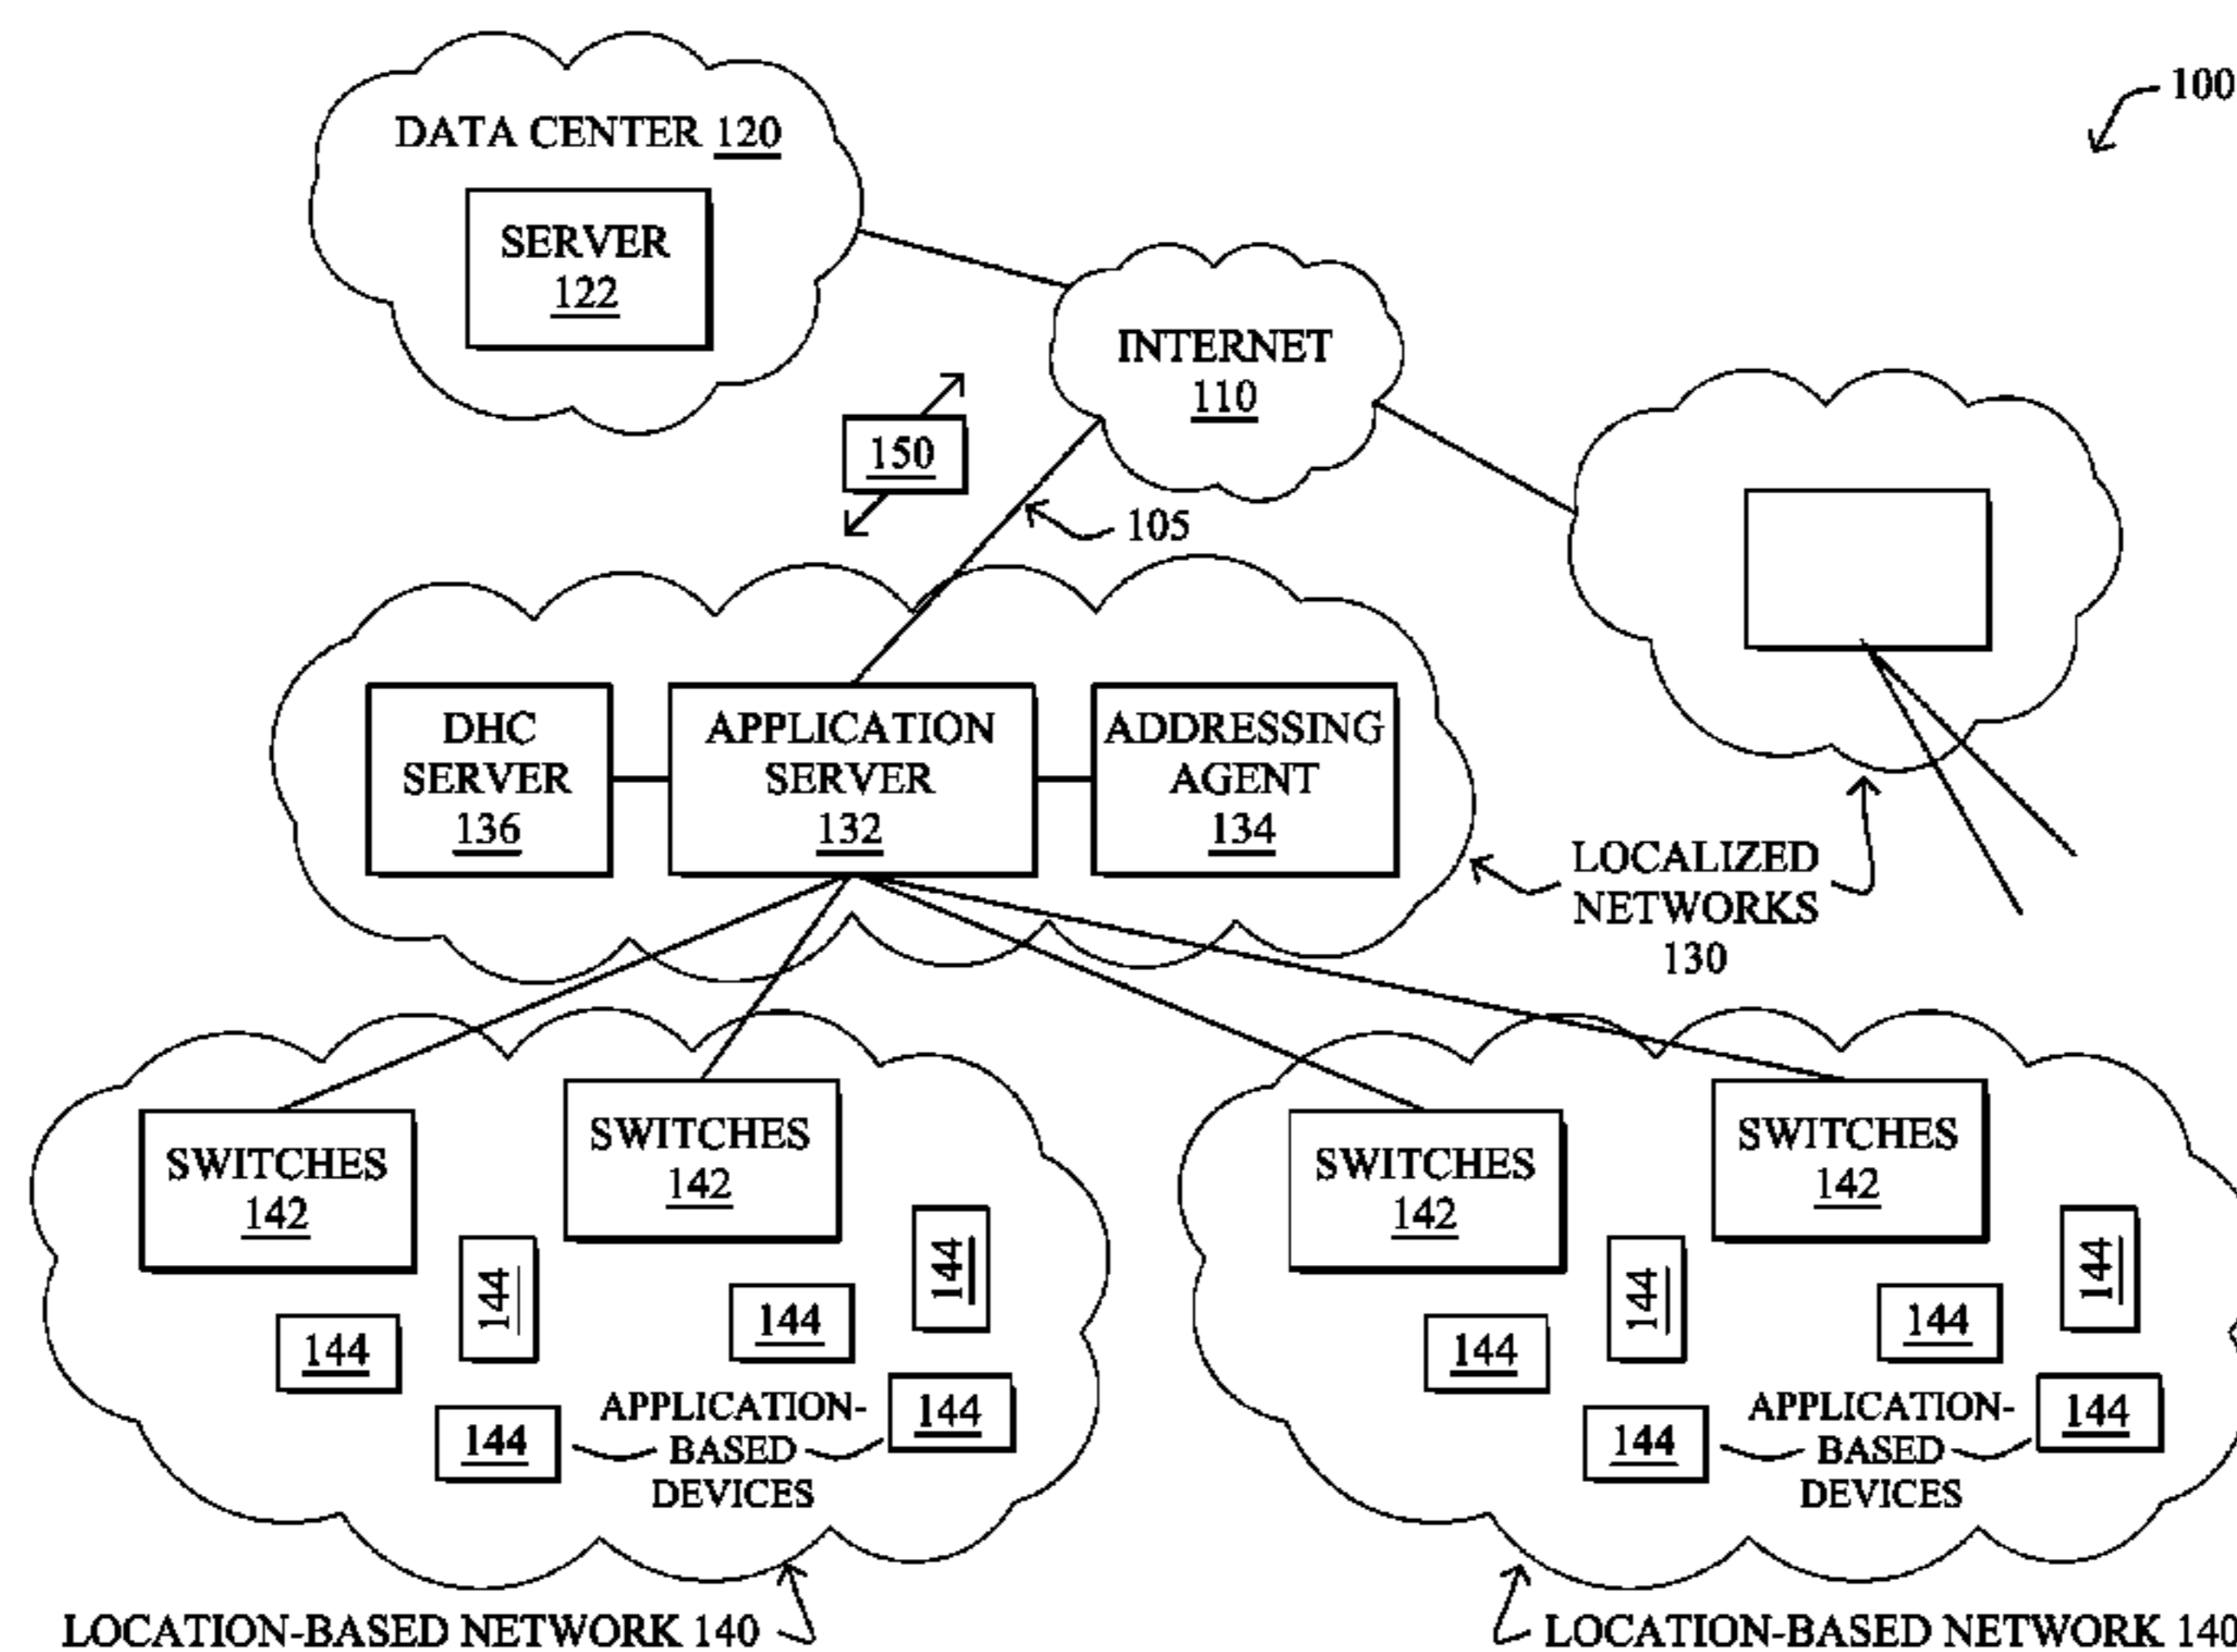 100
DATA CENTER 120
SERVER
122
INTERNET
110
150
105
DHC
SERVER
136
APPLICATION
SERVER
132
ADDRESSING
AGENT
134
LOCALIZED
NETWORKS
130
SWITCHES
142
SWITCHES
142
144
144
144
144
144
144
APPLICATION-
BASED
DEVICES
LOCATION-BASED NETWORK 140
SWITCHES
142
SWITCHES
142
144
144
144
144
144
144
APPLICATION-
BASED
DEVICES
LOCATION-BASED NETWORK 140